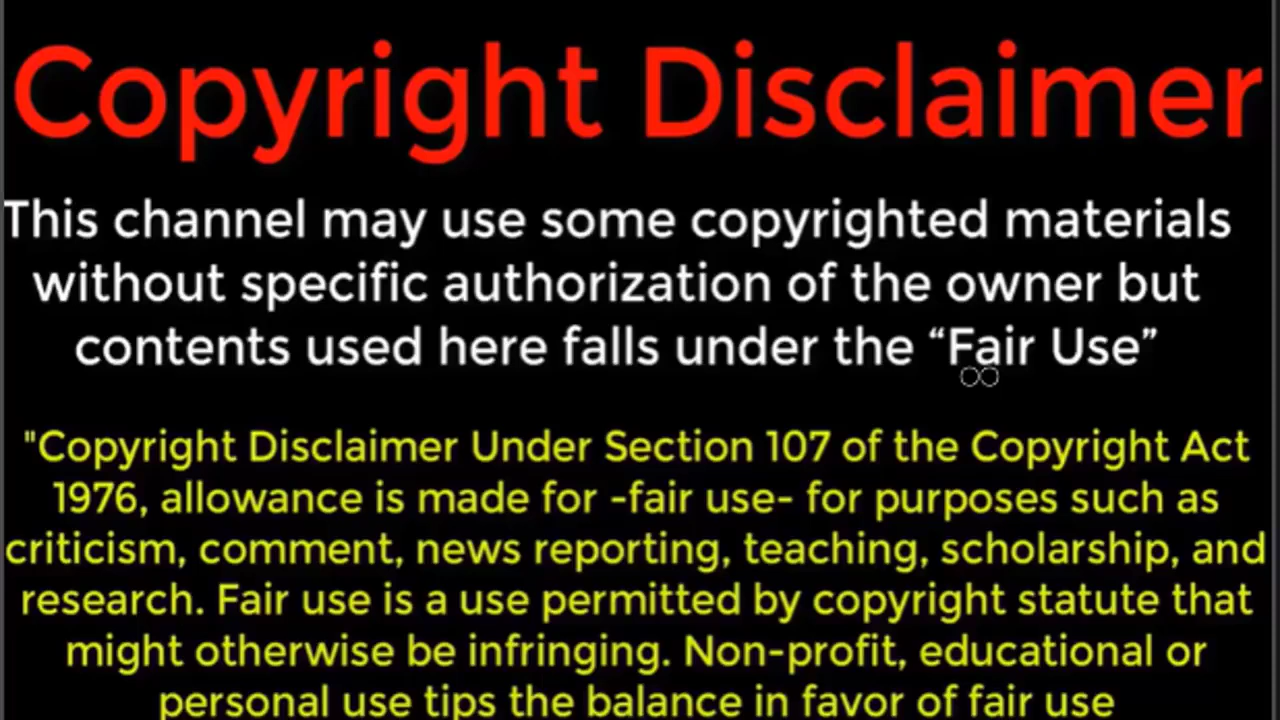 Copyright Disclaimer
This channel may use some copyrighted materials
without specific authorization of the owner but
contents used here falls under the “Fair Use”
"Copyright Disclaimer Under Section 107 of the Copyright Act
1976, allowance is made for -fair use- for purposes such as
criticism, comment, news reporting, teaching, scholarship, and
research. Fair use is a use permitted by copyright statute that
might otherwise be infringing. Non-profit, educational or
personal use tips the balance in favor of fair use